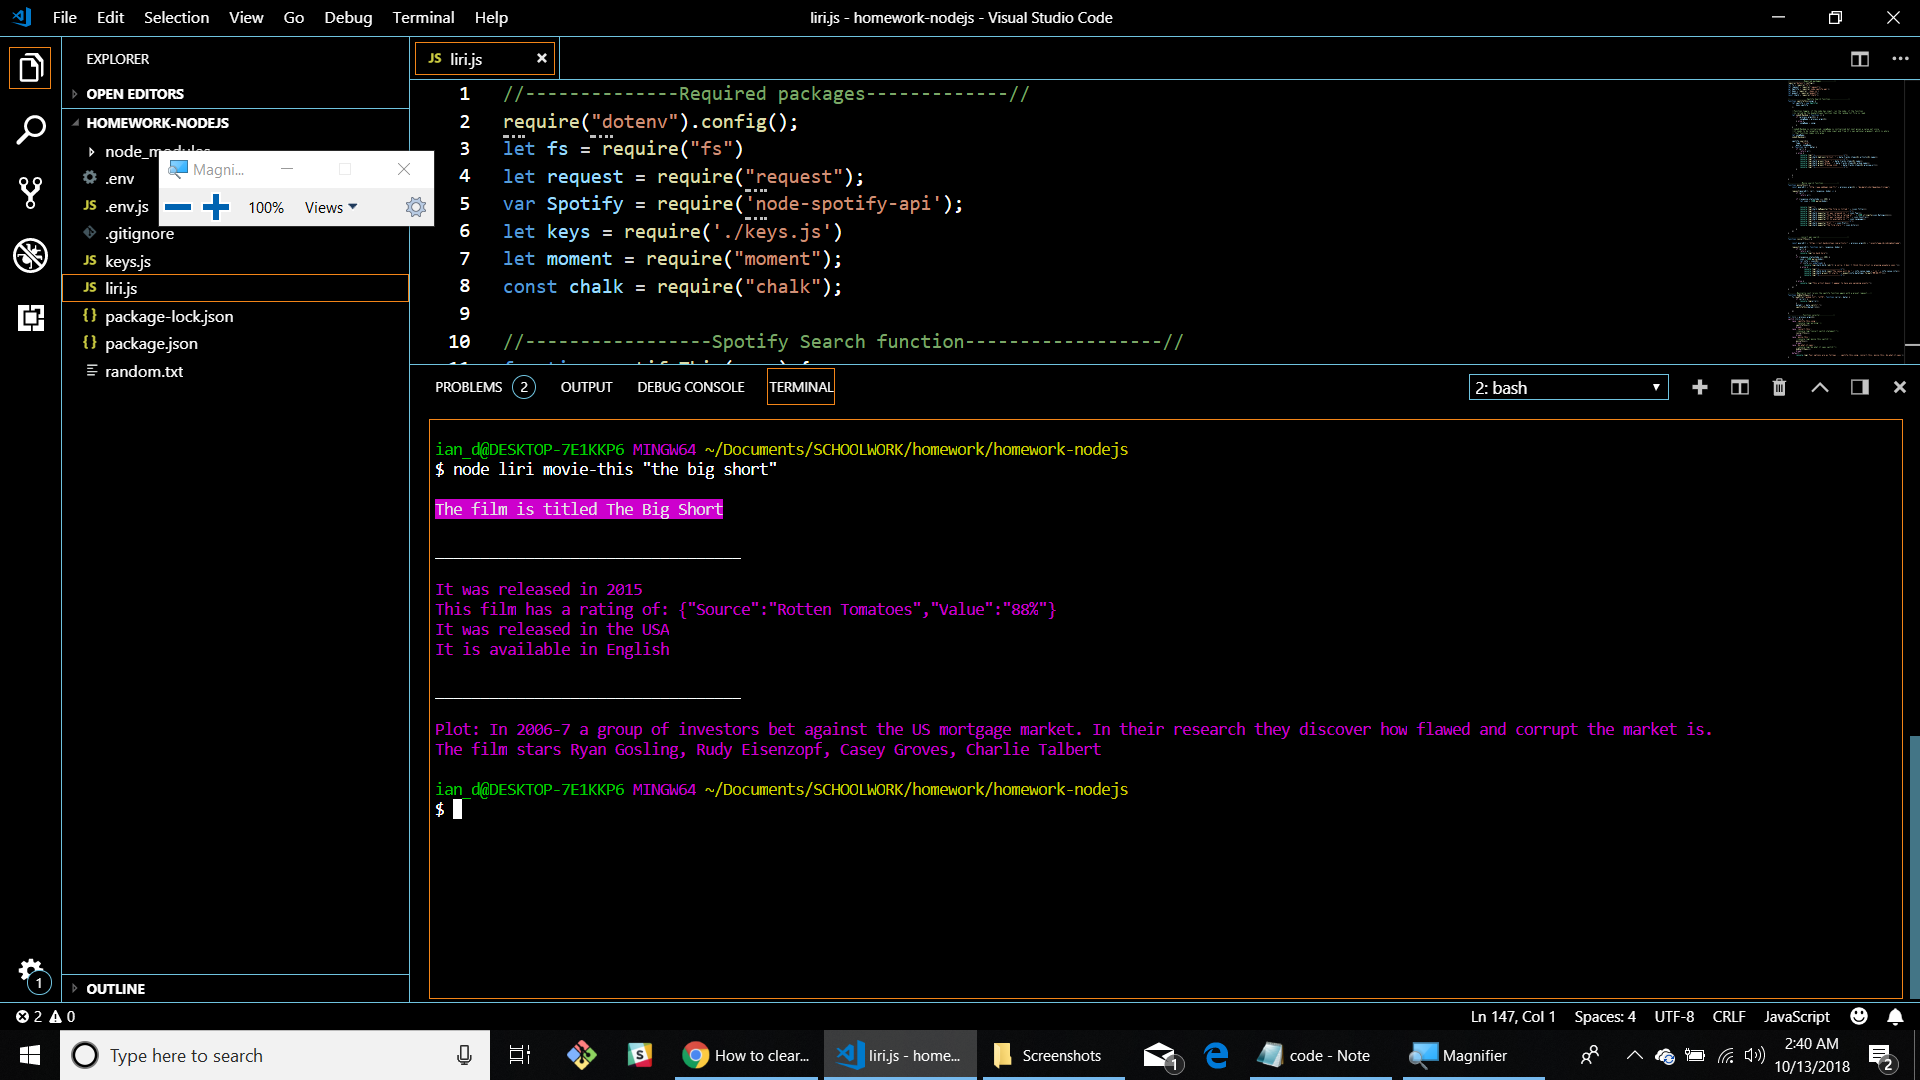 File Edit Selection View Go Debug Terminal Help
liri.js - homework-nodejs - Visual Studio Code
EXPLORER
OPEN EDITORS
HOMEWORK-NODEJS
node_modules
.env
JS .env.js
.gitignore
JS keys.js
JS liri.js
{} package-lock.json
{} package.json
random.txt
OUTLINE
Magni...
100% Views
JS liri.js
1 //--------------Required packages-------------//
2 require("dotenv").config();
3 let fs = require("fs")
4 let request = require("request");
5 var Spotify = require('node-spotify-api');
6 let keys = require('./keys.js')
7 let moment = require("moment");
8 const chalk = require("chalk");
9
10 //-----------------Spotify Search function------------------//
PROBLEMS 2 OUTPUT DEBUG CONSOLE TERMINAL
2: bash
ian_d@DESKTOP-7E1KKP6 MINGW64 ~/Documents/SCHOOLWORK/homework/homework-nodejs
$ node liri movie-this "the big short"
The film is titled The Big Short
__________________________________
It was released in 2015
This film has a rating of: {"Source":"Rotten Tomatoes","Value":"88%"}
It was released in the USA
It is available in English
__________________________________
Plot: In 2006-7 a group of investors bet against the US mortgage market. In their research they discover how flawed and corrupt the market is.
The film stars Ryan Gosling, Rudy Eisenzopf, Casey Groves, Charlie Talbert
ian_d@DESKTOP-7E1KKP6 MINGW64 ~/Documents/SCHOOLWORK/homework/homework-nodejs
$
1
2 0
Ln 147, Col 1 Spaces: 4 UTF-8 CRLF JavaScript
Type here to search
How to clear...
liri.js - home...
Screenshots
1
code - Note
Magnifier
2:40 AM
10/13/2018
2